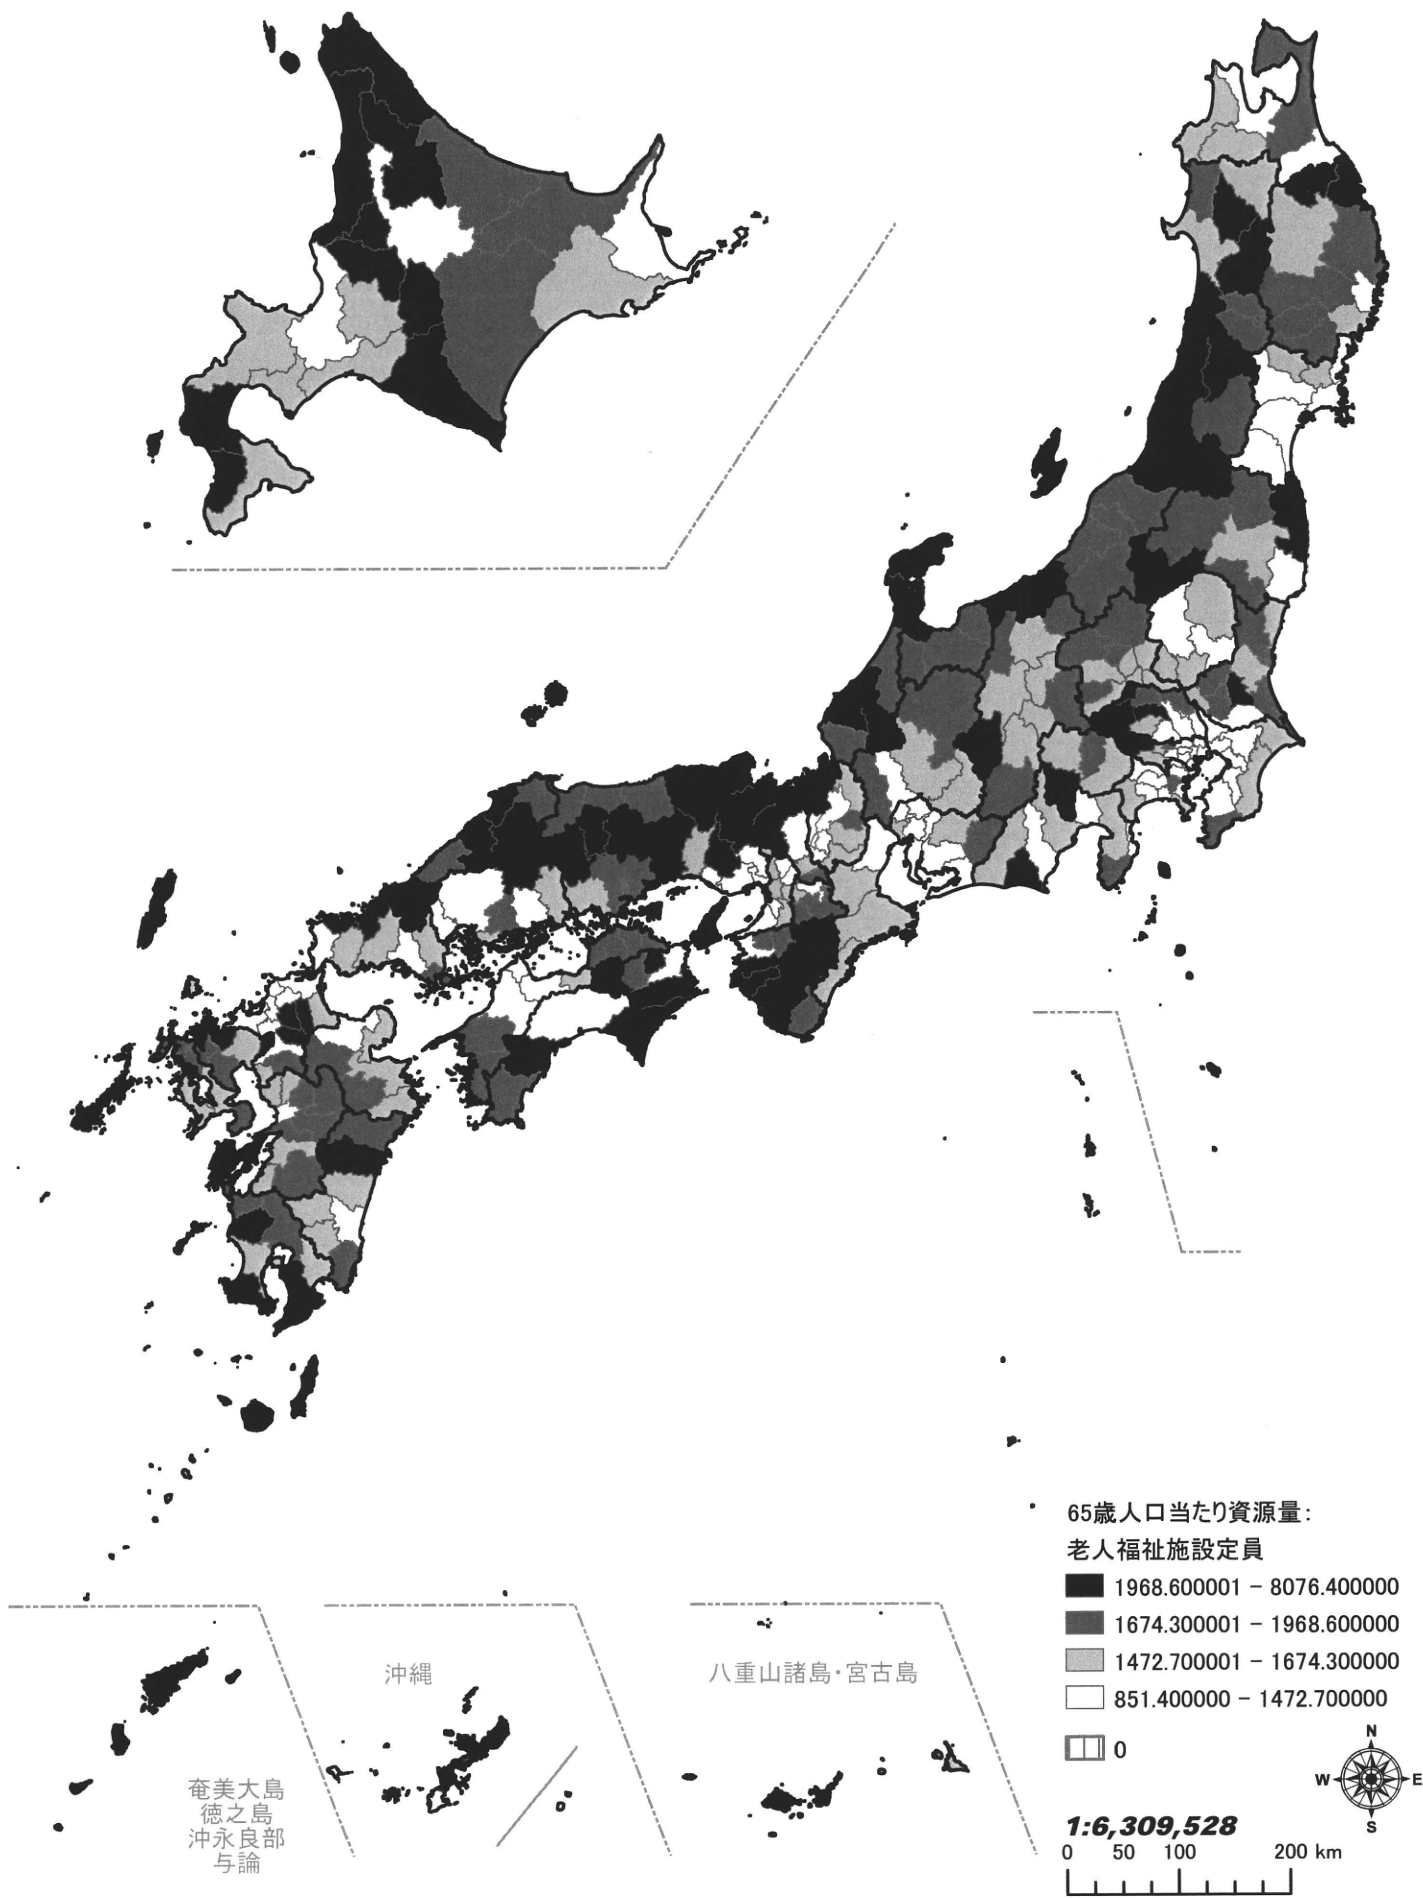 沖縄
八重山諸島・宮古島
奄美大島
徳之島
沖永良部
与論
65歳人口当たり資源量:
老人福祉施設定員
1968.600001 − 8076.400000
1674.300001 − 1968.600000
1472.700001 − 1674.300000
851.400000 − 1472.700000
0
N
W E
S
1:6,309,528
0 50 100 200 km